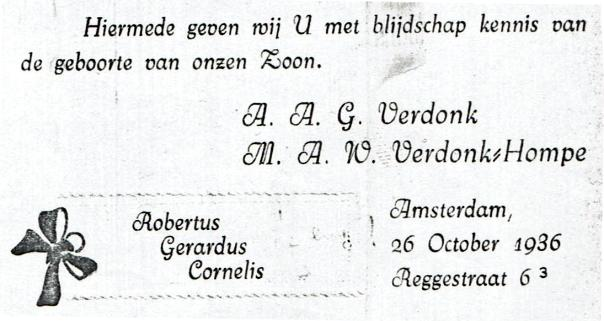 Hiermede geven wij U met blijdschap kennis van
de geboorte van onzen Zoon.
A. A. G. Verdonk
M. A. W. Verdonk-Hompe
Robertus
Gerardus
Cornelis
Amsterdam,
26 October 1936
Reggestraat 6 ³